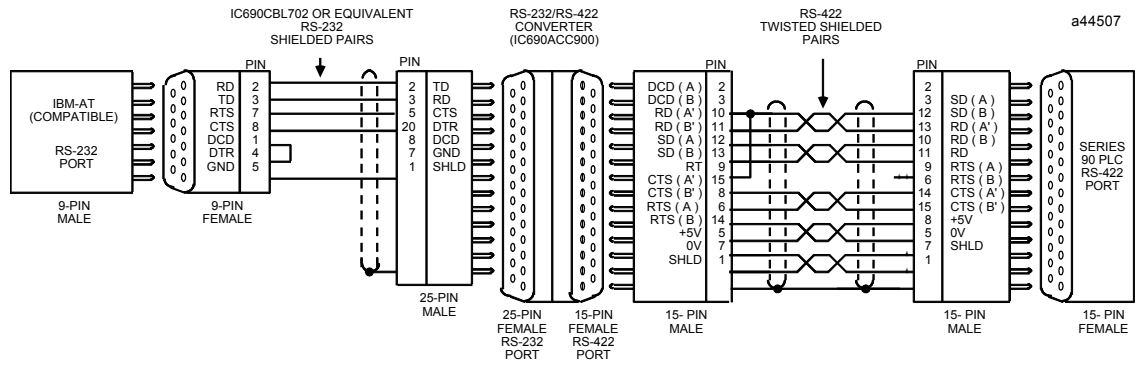 IC690CBL702 OR EQUIVALENT
RS-232
SHIELDED PAIRS
RS-232/RS-422
CONVERTER
(IC690ACC900)
RS-422
TWISTED SHIELDED
PAIRS
a44507
IBM-AT
(COMPATIBLE)
RS-232
PORT
9-PIN
MALE
PIN
RD 2
TD 3
RTS 7
CTS 8
DCD 1
DTR 4
GND 5
9-PIN
FEMALE
PIN
2 TD
3 RD
5 CTS
20 DTR
8 DCD
7 GND
1 SHLD
25-PIN
MALE
25-PIN
FEMALE
RS-232
PORT
15-PIN
FEMALE
RS-422
PORT
PIN
DCD ( A ) 2
DCD ( B ) 3
RD ( A' ) 10
RD ( B' ) 11
SD ( A ) 12
SD ( B ) 13
RT 9
CTS ( A' ) 15
CTS ( B' ) 8
RTS ( A ) 6
RTS ( B ) 14
+5V 5
0V 7
SHLD 1
15- PIN
MALE
PIN
2
3 SD ( A )
12 SD ( B )
13 RD ( A' )
10 RD ( B )
11 RD
9 RTS ( A )
6 RTS ( B )
14 CTS ( A' )
15 CTS ( B' )
8 +5V
5 0V
7 SHLD
1
15- PIN
MALE
SERIES
90 PLC
RS-422
PORT
15- PIN
FEMALE